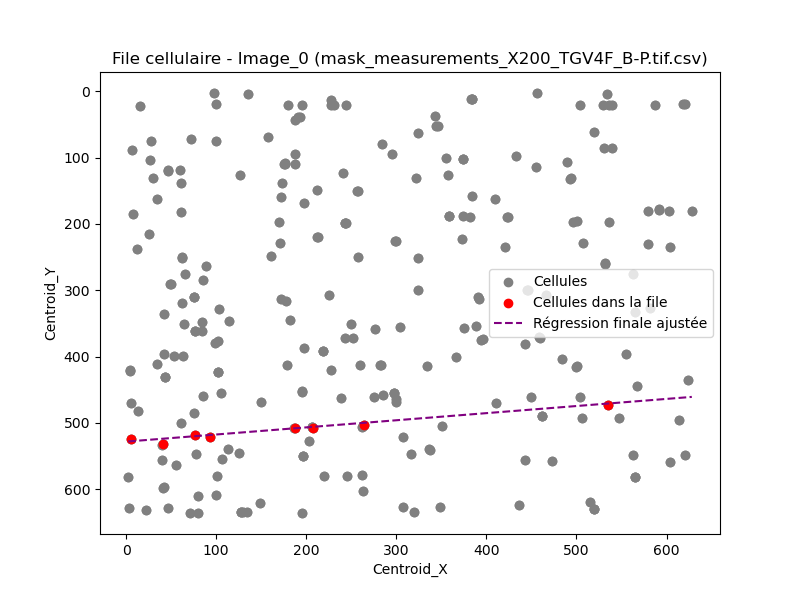 File cellulaire - Image_0 (mask_measurements_X200_TGV4F_B-P.tif.csv)
0
100
200
300
400
500
600
Centroid_Y
Cellules
Cellules dans la file
Régression finale ajustée
0 100 200 300 400 500 600
Centroid_X